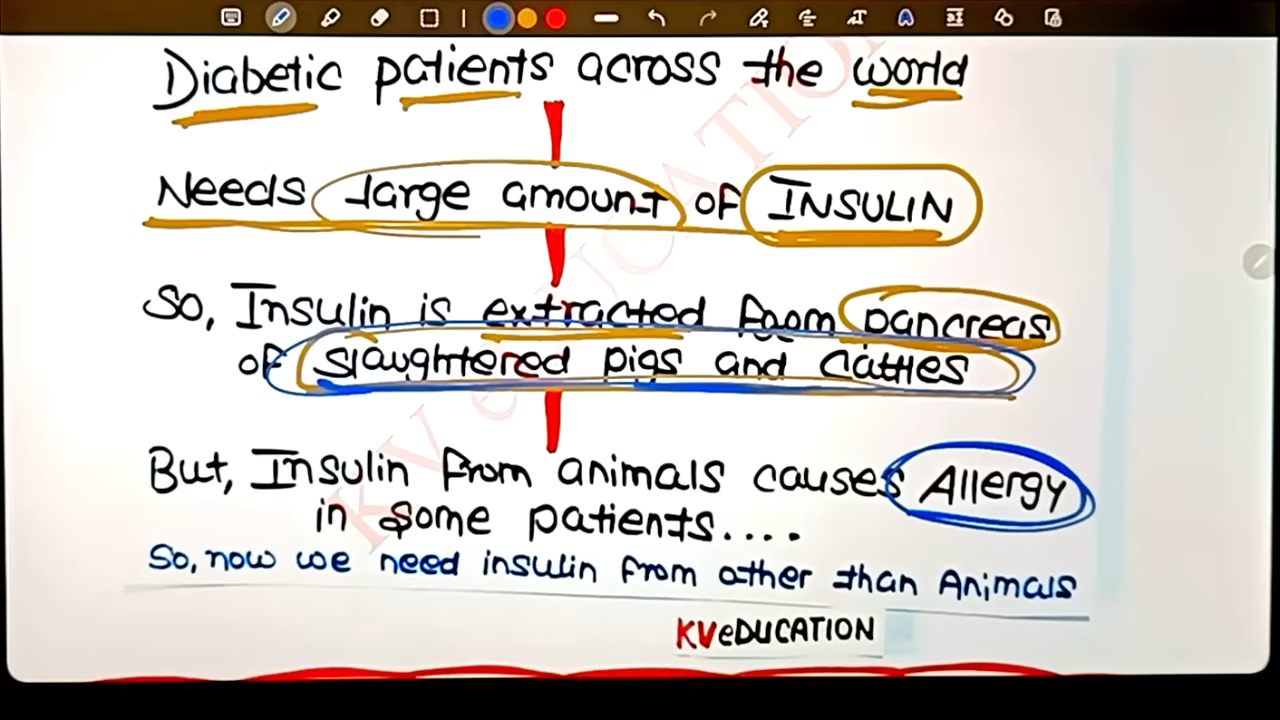 Diabetic patients across the world
Needs large amount of INSULIN
So, Insulin is extracted from pancreas
of slaughtered pigs and cattles
But, Insulin from animals causes Allergy
in some patients....
So, now we need insulin from other than Animals
KVeDUCATION
KV eDUCATION